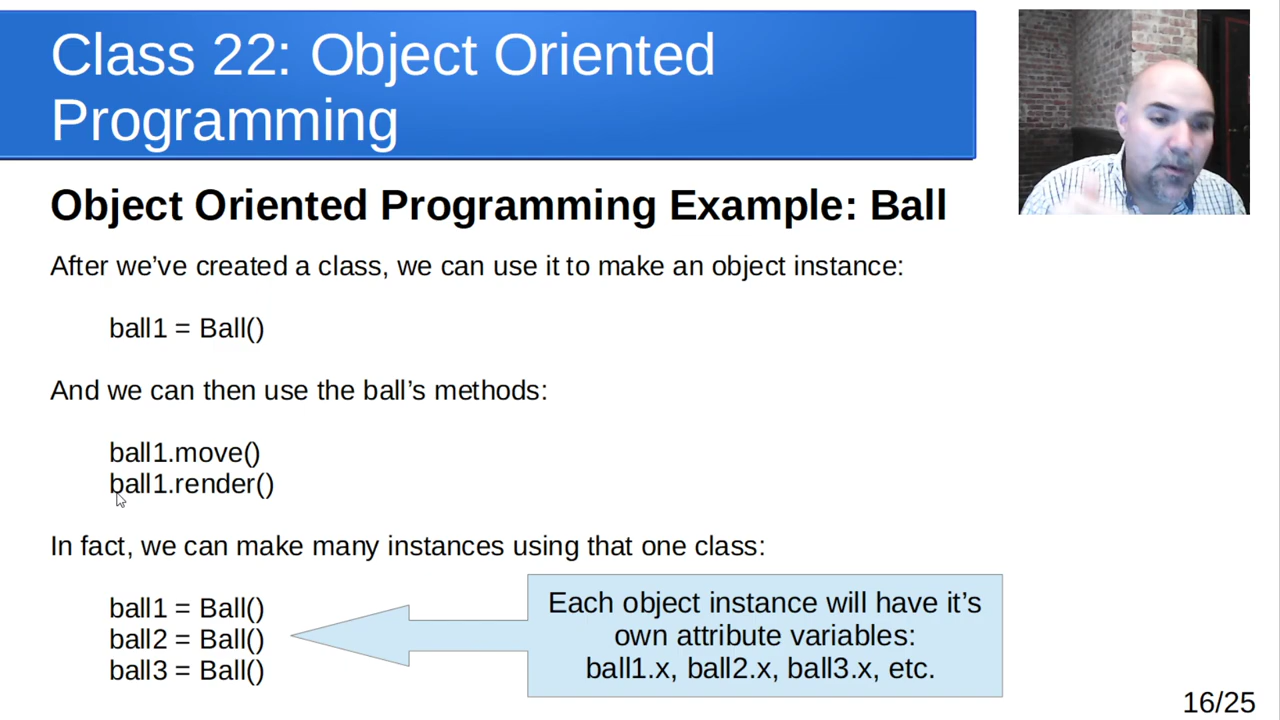 Class 22: Object Oriented
Programming
Object Oriented Programming Example: Ball
After we’ve created a class, we can use it to make an object instance:
ball1 = Ball()
And we can then use the ball’s methods:
ball1.move()
ball1.render()
In fact, we can make many instances using that one class:
ball1 = Ball()
ball2 = Ball()
ball3 = Ball()
Each object instance will have it’s
own attribute variables:
ball1.x, ball2.x, ball3.x, etc.
16/25